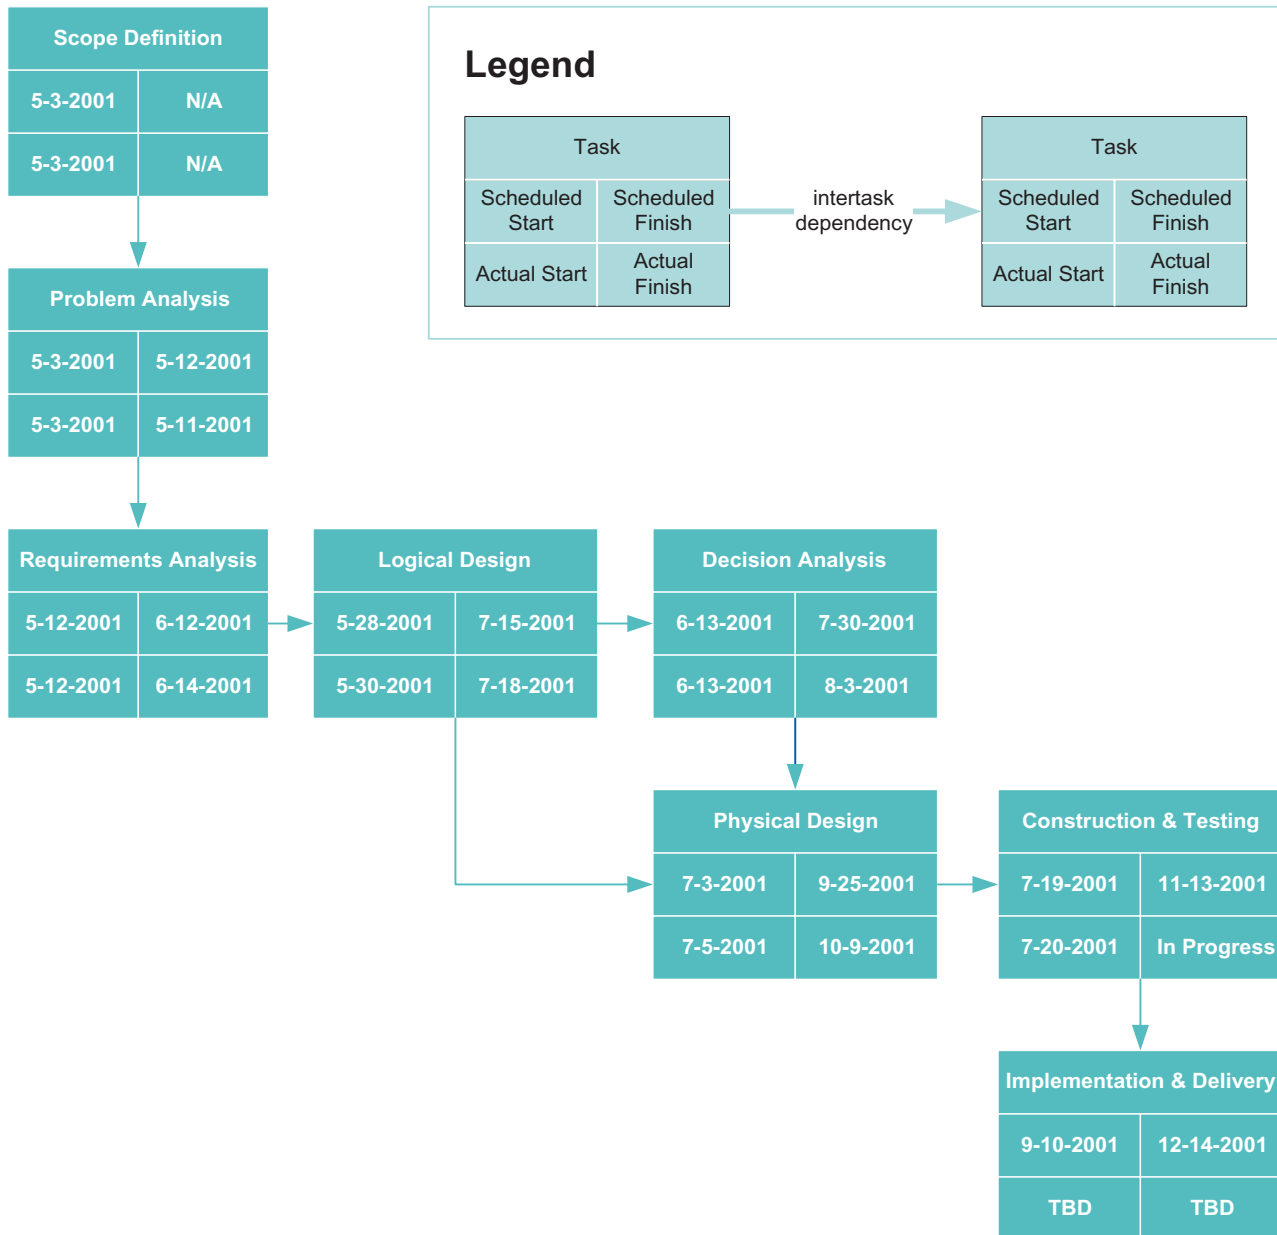 Scope Definition
5-3-2001 N/A
5-3-2001 N/A
Legend
Task
Scheduled Start
Scheduled Finish
Actual Start
Actual Finish
intertask
dependency
Task
Scheduled Start
Scheduled Finish
Actual Start
Actual Finish
Problem Analysis
5-3-2001 5-12-2001
5-3-2001 5-11-2001
Requirements Analysis
5-12-2001 6-12-2001
5-12-2001 6-14-2001
Logical Design
5-28-2001 7-15-2001
5-30-2001 7-18-2001
Decision Analysis
6-13-2001 7-30-2001
6-13-2001 8-3-2001
Physical Design
7-3-2001 9-25-2001
7-5-2001 10-9-2001
Construction & Testing
7-19-2001 11-13-2001
7-20-2001 In Progress
Implementation & Delivery
9-10-2001 12-14-2001
TBD TBD